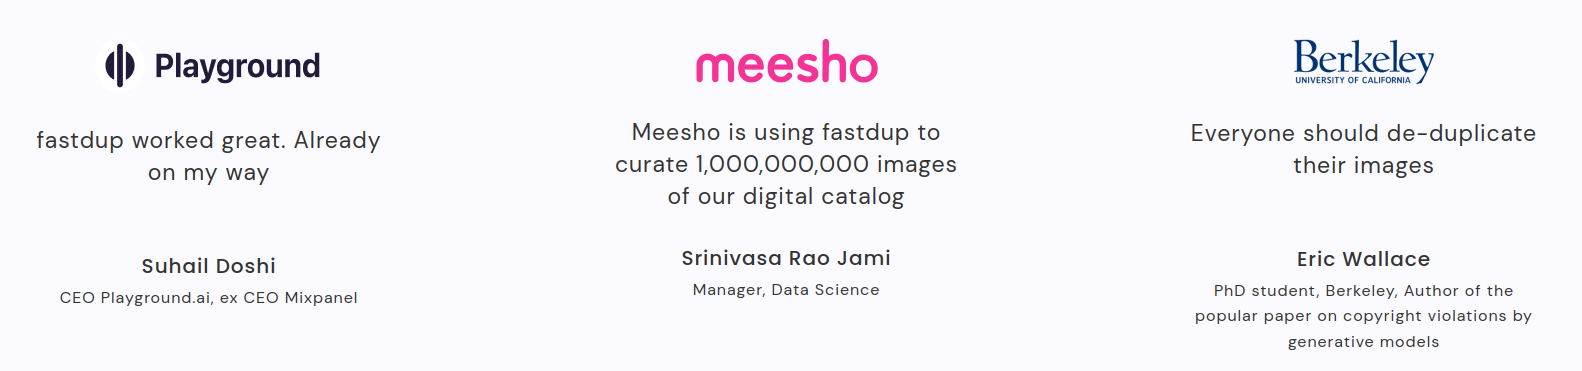 Playground
fastdup worked great. Already
on my way
Suhail Doshi
CEO Playground.ai, ex CEO Mixpanel
meesho
Meesho is using fastdup to
curate 1,000,000,000 images
of our digital catalog
Srinivasa Rao Jami
Manager, Data Science
Berkeley
UNIVERSITY OF CALIFORNIA
Everyone should de-duplicate
their images
Eric Wallace
PhD student, Berkeley, Author of the
popular paper on copyright violations by
generative models